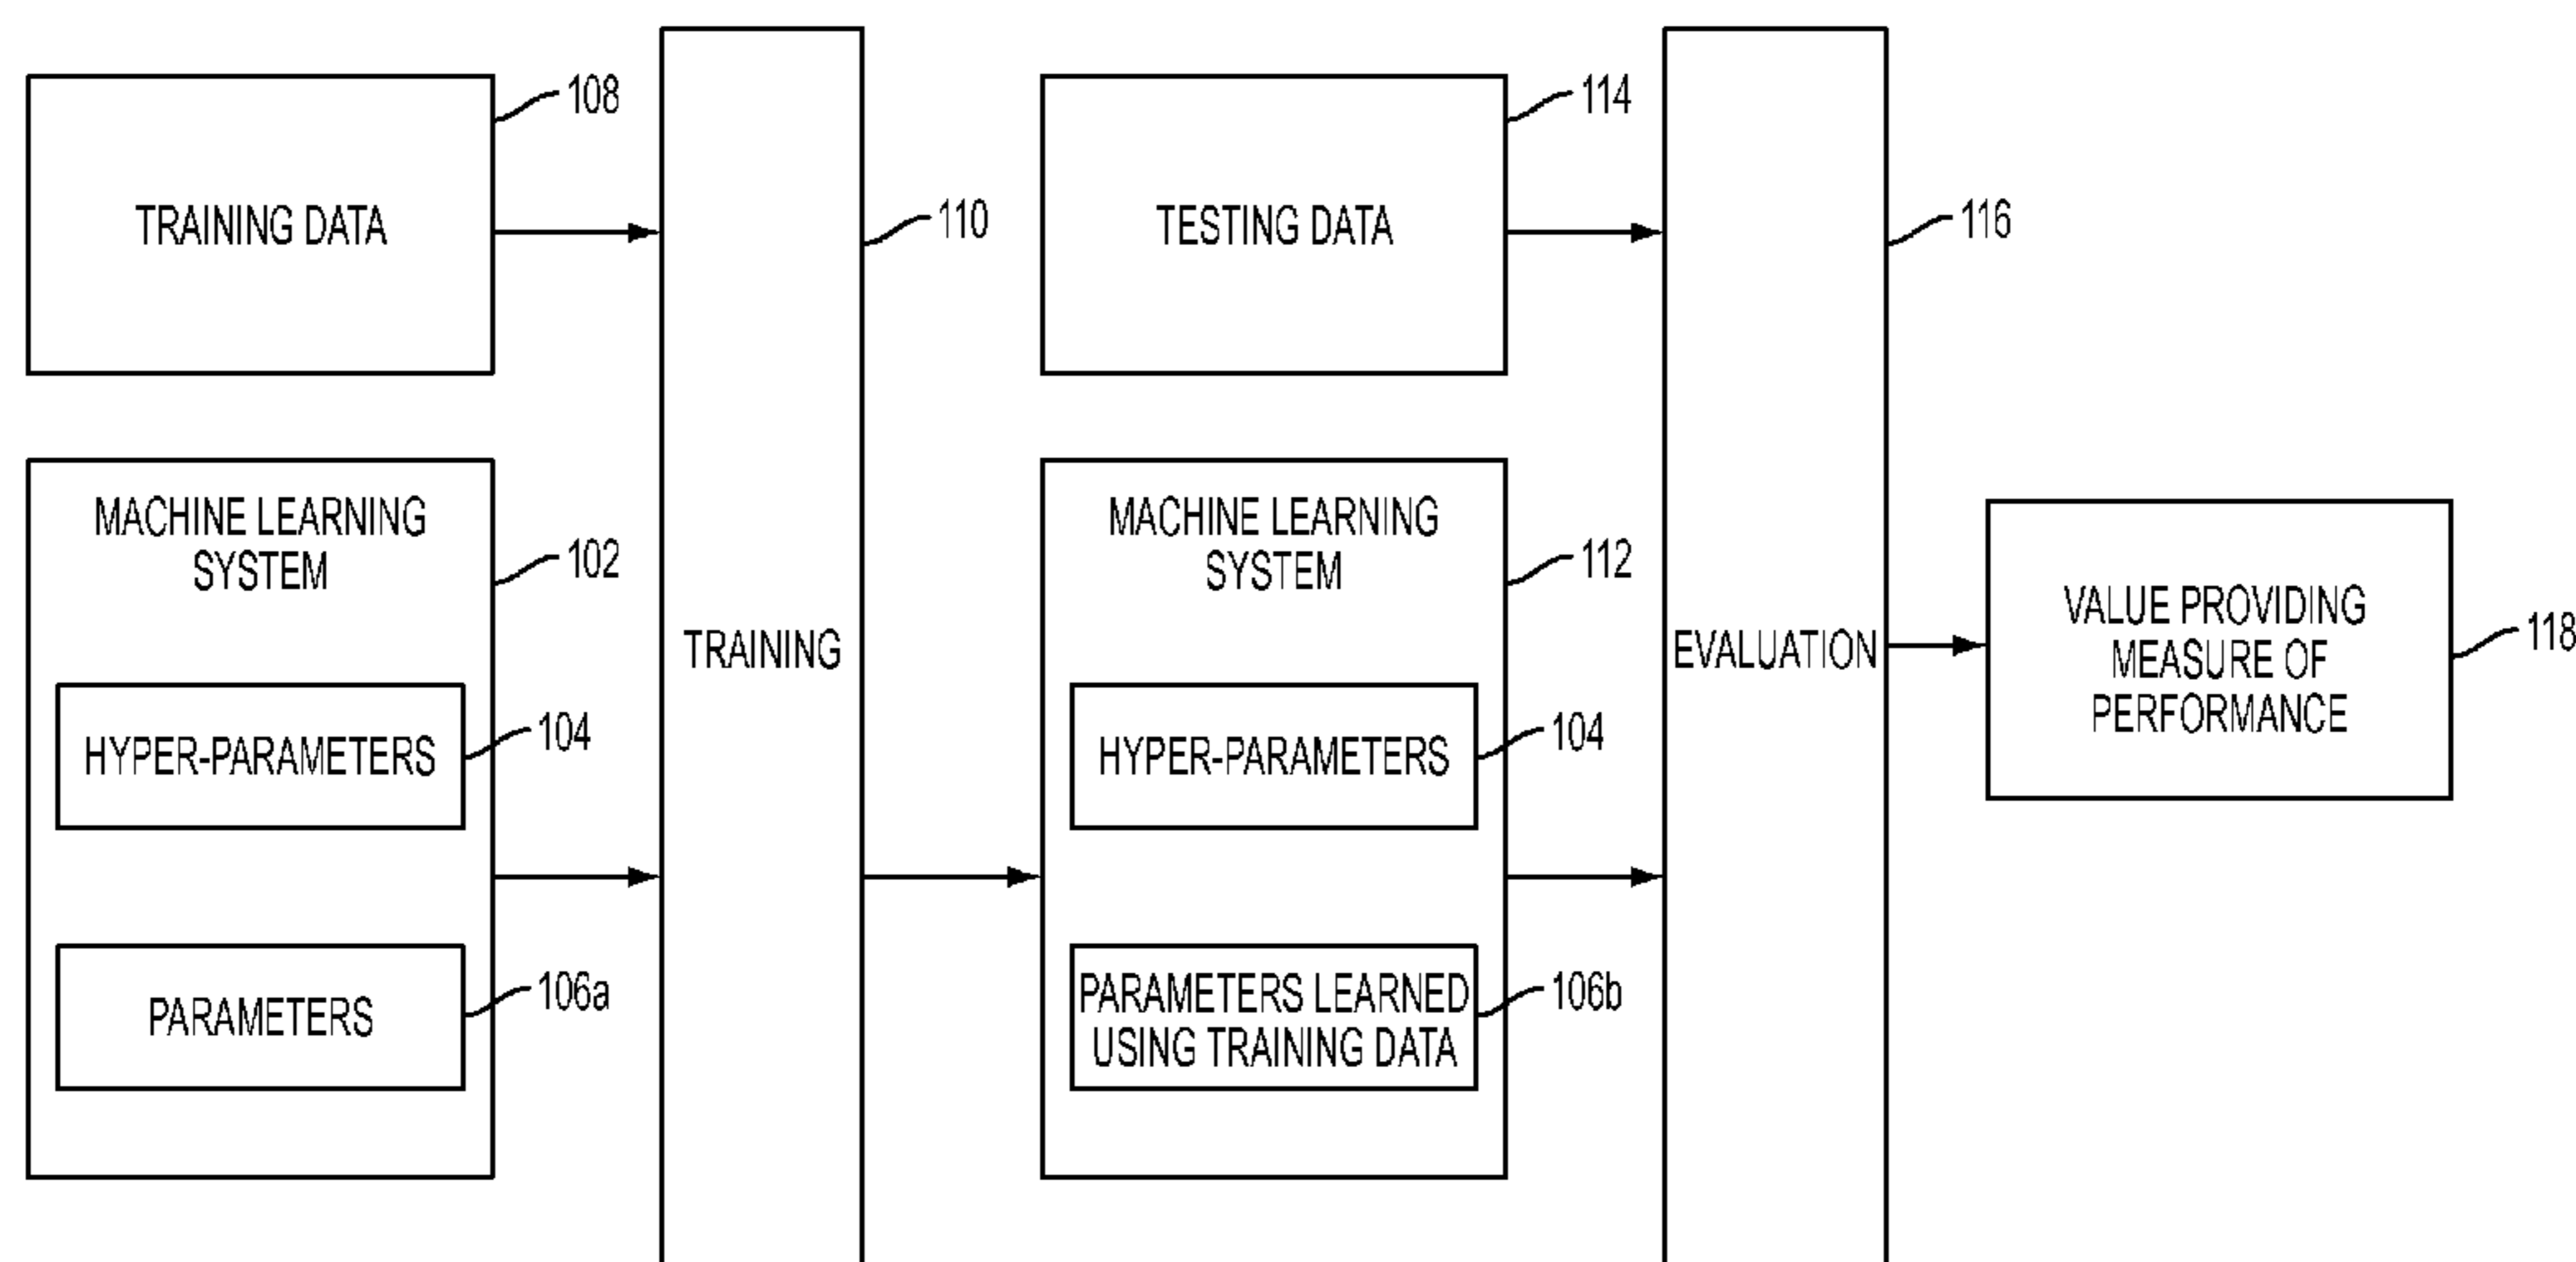 TRAINING DATA
108
MACHINE LEARNING
SYSTEM
102
HYPER-PARAMETERS
104
PARAMETERS
106a
TRAINING
110
TESTING DATA
114
MACHINE LEARNING
SYSTEM
112
HYPER-PARAMETERS
104
PARAMETERS LEARNED
USING TRAINING DATA
106b
EVALUATION
116
VALUE PROVIDING
MEASURE OF
PERFORMANCE
118